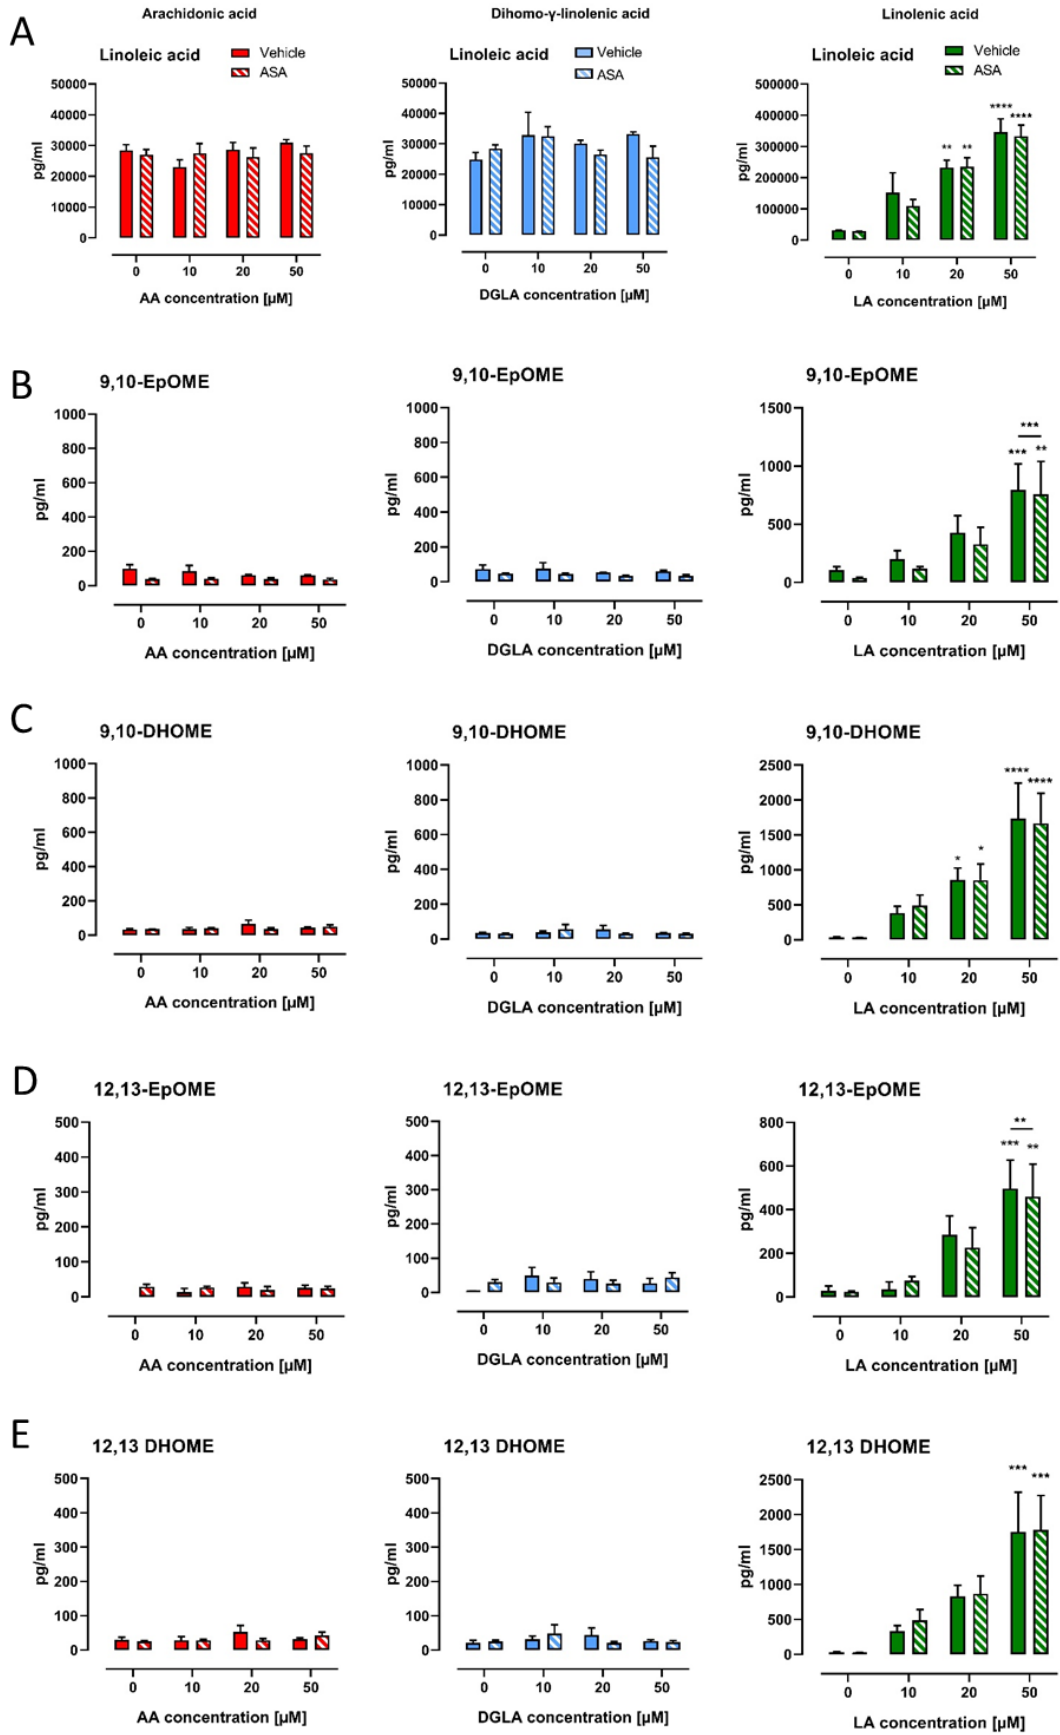 A
Arachidonic acid
Dihomo-γ-linolenic acid
Linolenic acid
Linoleic acid
Vehicle
ASA
50000
40000
30000
20000
10000
0
pg/ml
0 10 20 50
AA concentration [µM]
Linoleic acid
Vehicle
ASA
50000
40000
30000
20000
10000
0
pg/ml
0 10 20 50
DGLA concentration [µM]
Linoleic acid
Vehicle
ASA
500000
400000
300000
200000
100000
0
pg/ml
** ** **** ****
0 10 20 50
LA concentration [µM]
B
9,10-EpOME
1000
800
600
400
200
0
pg/ml
0 10 20 50
AA concentration [µM]
9,10-EpOME
1000
800
600
400
200
0
pg/ml
0 10 20 50
DGLA concentration [µM]
9,10-EpOME
1500
1000
500
0
pg/ml
***
*** **
0 10 20 50
LA concentration [µM]
C
9,10-DHOME
1000
800
600
400
200
0
pg/ml
0 10 20 50
AA concentration [µM]
9,10-DHOME
1000
800
600
400
200
0
pg/ml
0 10 20 50
DGLA concentration [µM]
9,10-DHOME
2500
2000
1500
1000
500
0
pg/ml
* * **** ****
0 10 20 50
LA concentration [µM]
D
12,13-EpOME
500
400
300
200
100
0
pg/ml
0 10 20 50
AA concentration [µM]
12,13-EpOME
500
400
300
200
100
0
pg/ml
0 10 20 50
DGLA concentration [µM]
12,13-EpOME
800
600
400
200
0
pg/ml
**
*** **
0 10 20 50
LA concentration [µM]
E
12,13 DHOME
500
400
300
200
100
0
pg/ml
0 10 20 50
AA concentration [µM]
12,13 DHOME
500
400
300
200
100
0
pg/ml
0 10 20 50
DGLA concentration [µM]
12,13 DHOME
2500
2000
1500
1000
500
0
pg/ml
*** ***
0 10 20 50
LA concentration [µM]